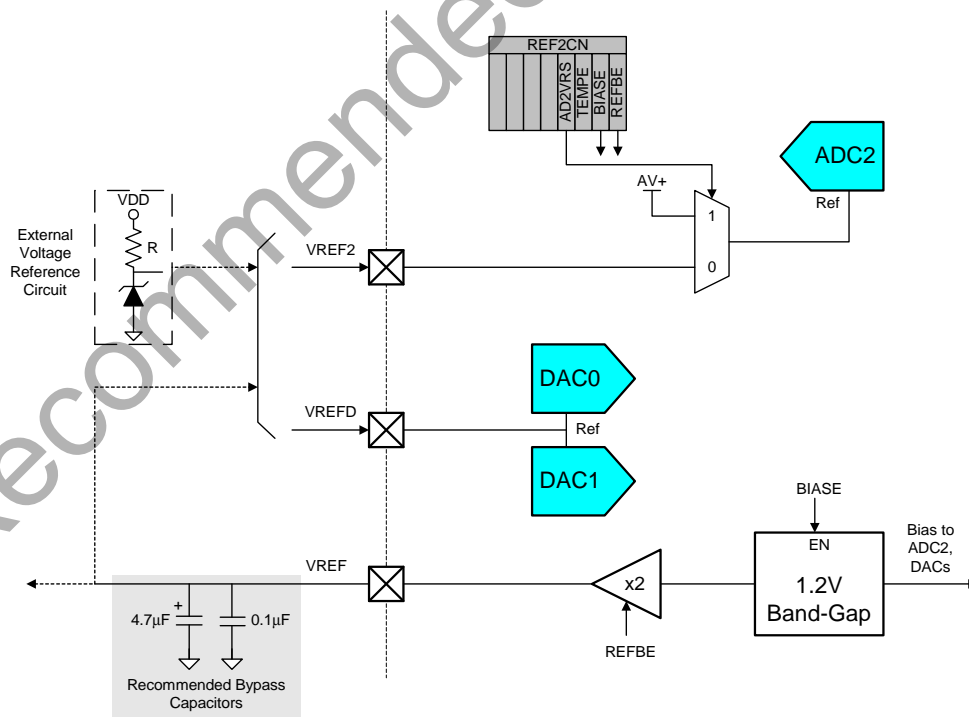 REF2CN
AD2VRS
TEMPE
BIASE
REFBE
ADC2
Ref
AV+
1
0
VDD
R
External
Voltage
Reference
Circuit
VREF2
DAC0
VREFD
Ref
DAC1
BIASE
EN
1.2V
Band-Gap
Bias to
ADC2,
DACs
VREF
x2
REFBE
+
4.7µF
0.1µF
Recommended Bypass
Capacitors
Recommended